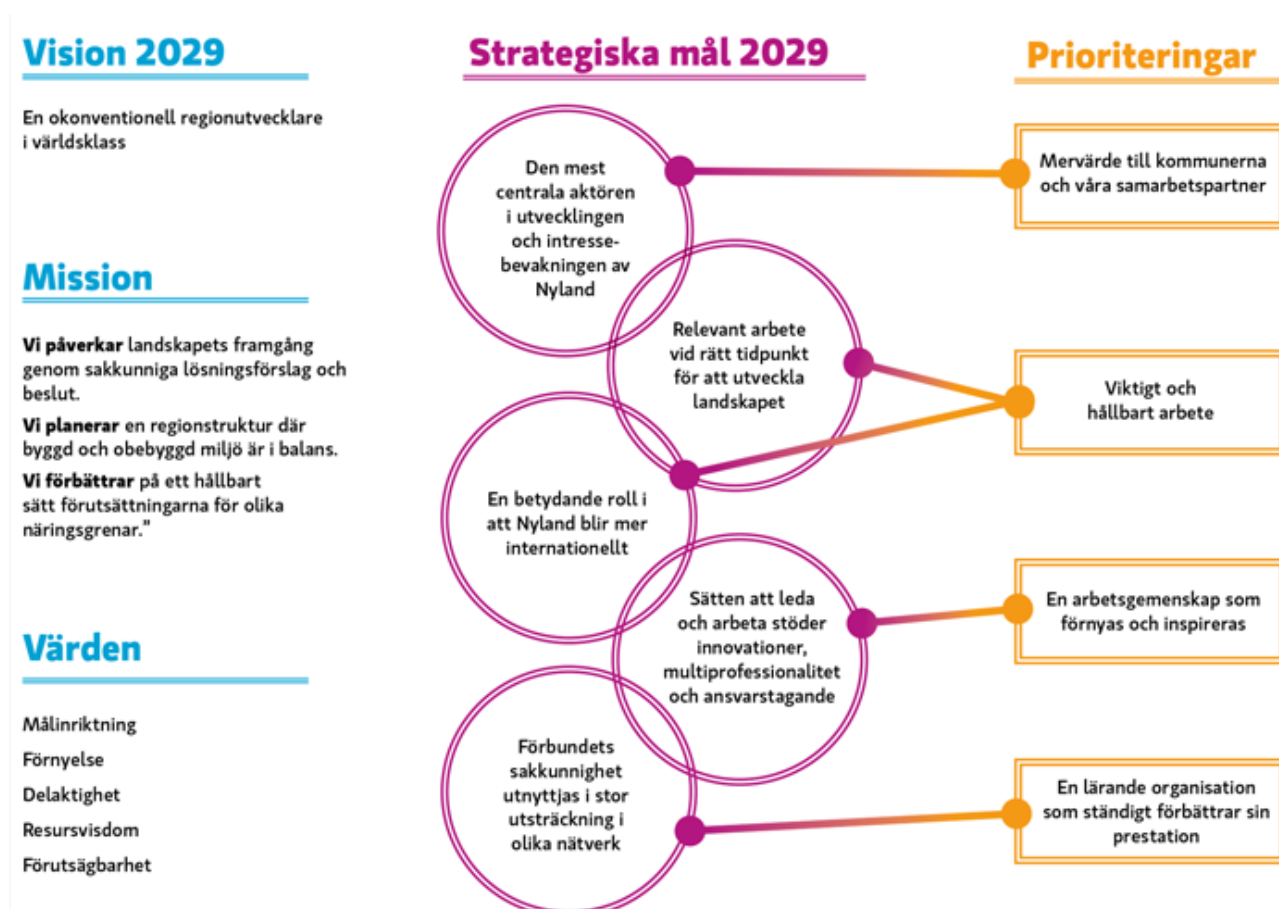 Vision 2029
En okonventionell regionutvecklare
i världsklass
Mission
Vi påverkar landskapets framgång
genom sakkunniga lösningsförslag och
beslut.
Vi planerar en regionstruktur där
byggd och obebyggd miljö är i balans.
Vi förbättrar på ett hållbart
sätt förutsättningarna för olika
näringsgrenar.”
Värden
Målinriktning
Förnyelse
Delaktighet
Resursvisdom
Förutsägbarhet
Strategiska mål 2029
Den mest
centrala aktören
i utvecklingen
och intresse-
bevakningen av
Nyland
Relevant arbete
vid rätt tidpunkt
för att utveckla
landskapet
En betydande roll i
att Nyland blir mer
internationellt
Sätten att leda
och arbeta stöder
innovationer,
multiprofessionalitet
och ansvarstagande
Förbundets
sakkunnighet
utnyttjas i stor
utsträckning i
olika nätverk
Prioriteringar
Mervärde till kommunerna
och våra samarbetspartner
Viktigt och
hållbart arbete
En arbetsgemenskap som
förnyas och inspireras
En lärande organisation
som ständigt förbättrar sin
prestation